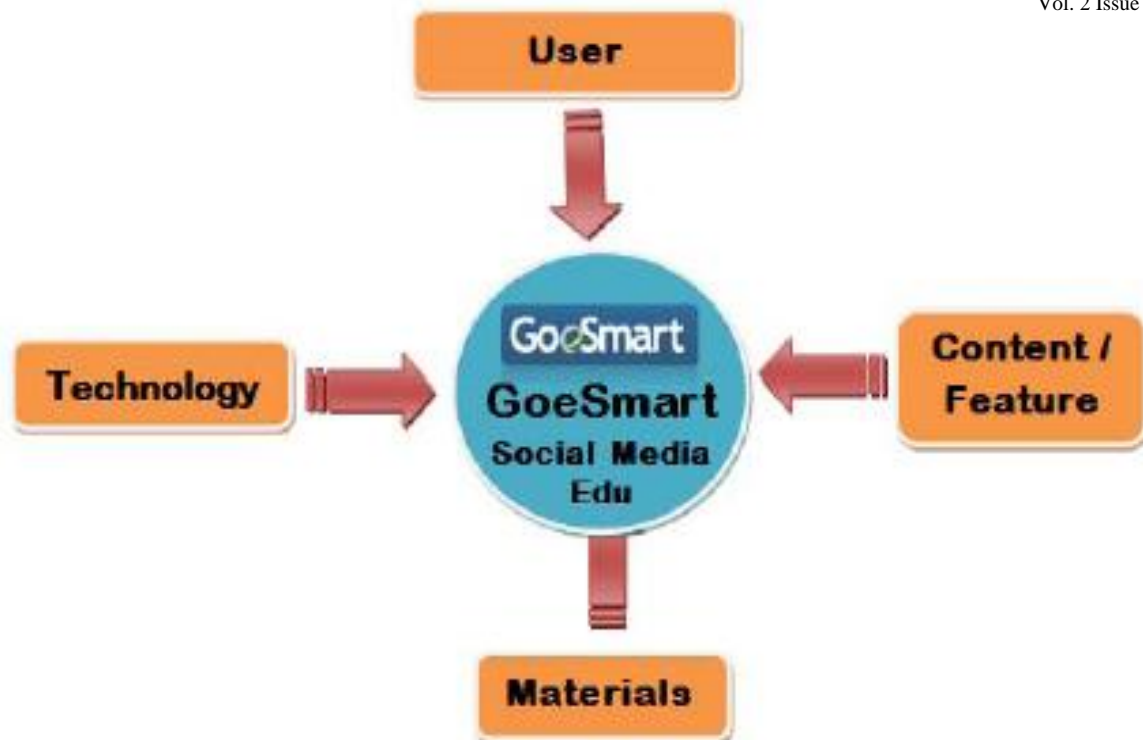 Vol. 2 Issue
User
Technology
GoeSmart
GoeSmart
Social Media
Edu
Content /
Feature
Materials